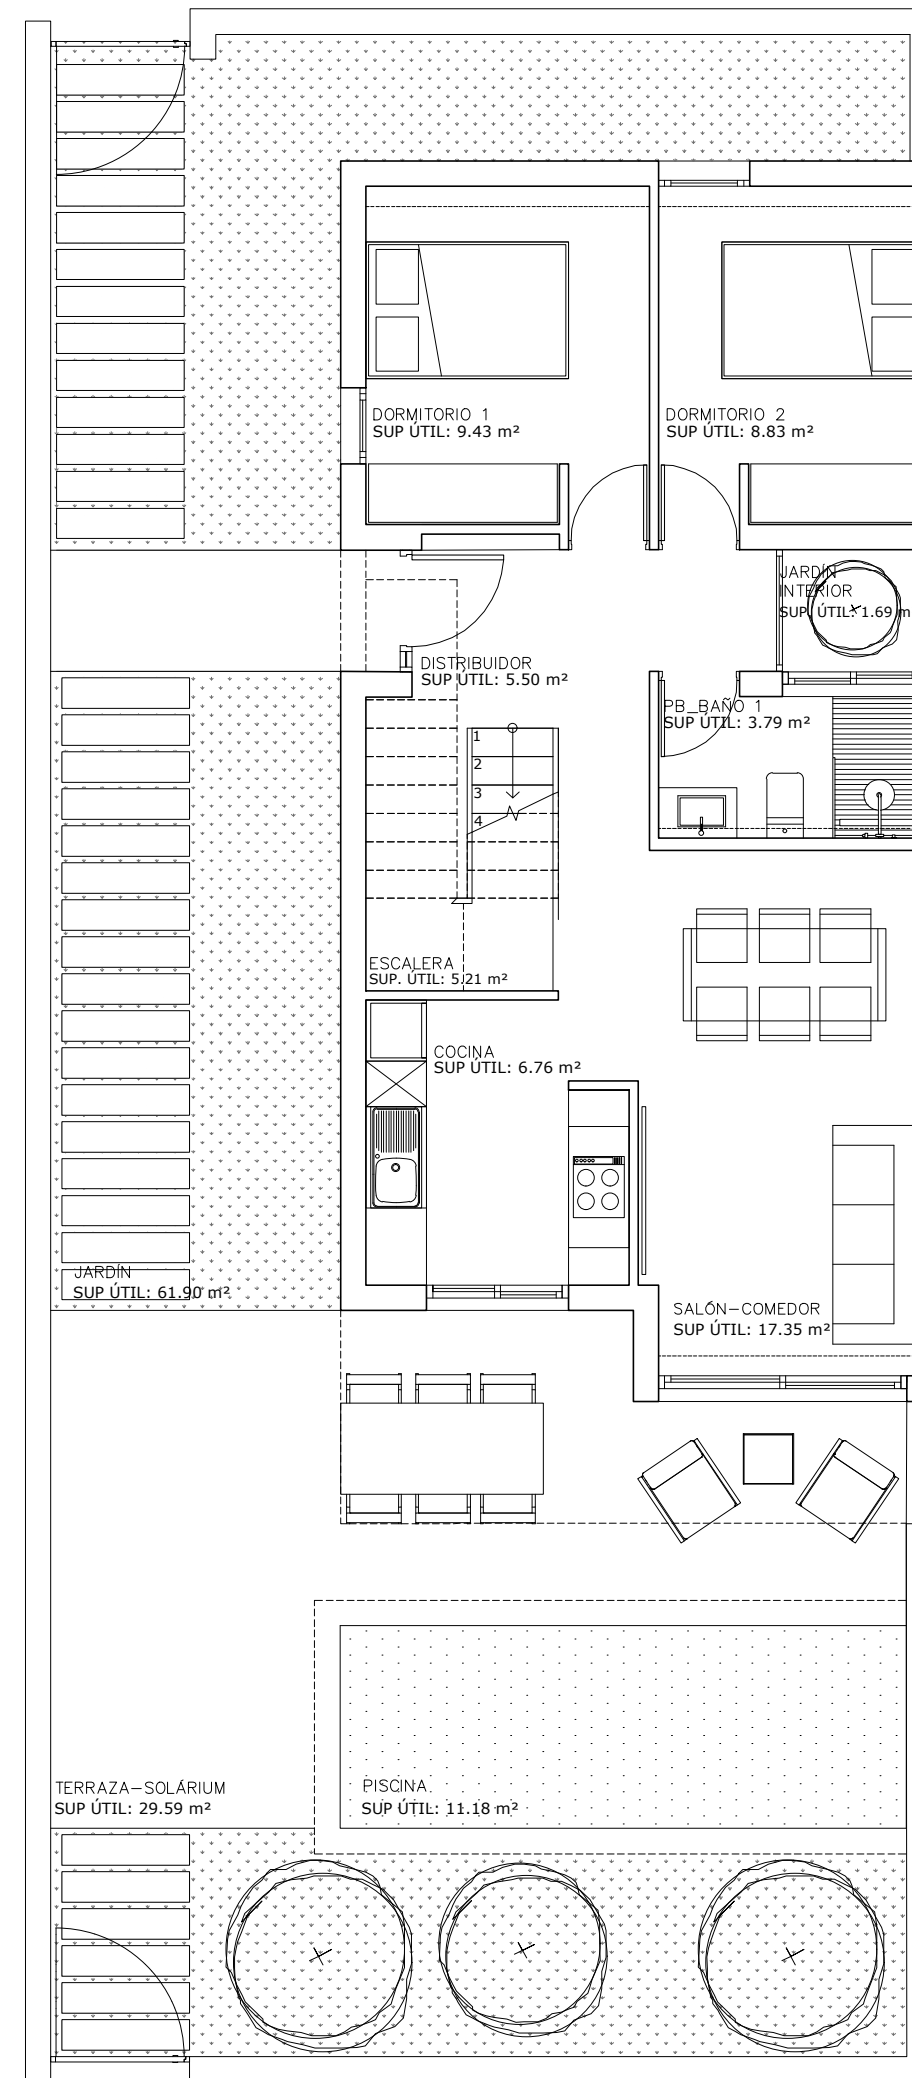 DORMITORIO 1
SUP ÚTIL: 9.43 m²
DORMITORIO 2
SUP ÚTIL: 8.83 m²
JARDÍN
INTERIOR
SUP. ÚTIL: 1.69 m
DISTRIBUIDOR
SUP ÚTIL: 5.50 m²
PB_BAÑO 1
SUP ÚTIL: 3.79 m²
1
2
3
4
ESCALERA
SUP. ÚTIL: 5.21 m²
COCINA
SUP ÚTIL: 6.76 m²
JARDÍN
SUP ÚTIL: 61.90 m²
SALÓN-COMEDOR
SUP ÚTIL: 17.35 m²
TERRAZA-SOLÁRIUM
SUP ÚTIL: 29.59 m²
PISCINA
SUP ÚTIL: 11.18 m²